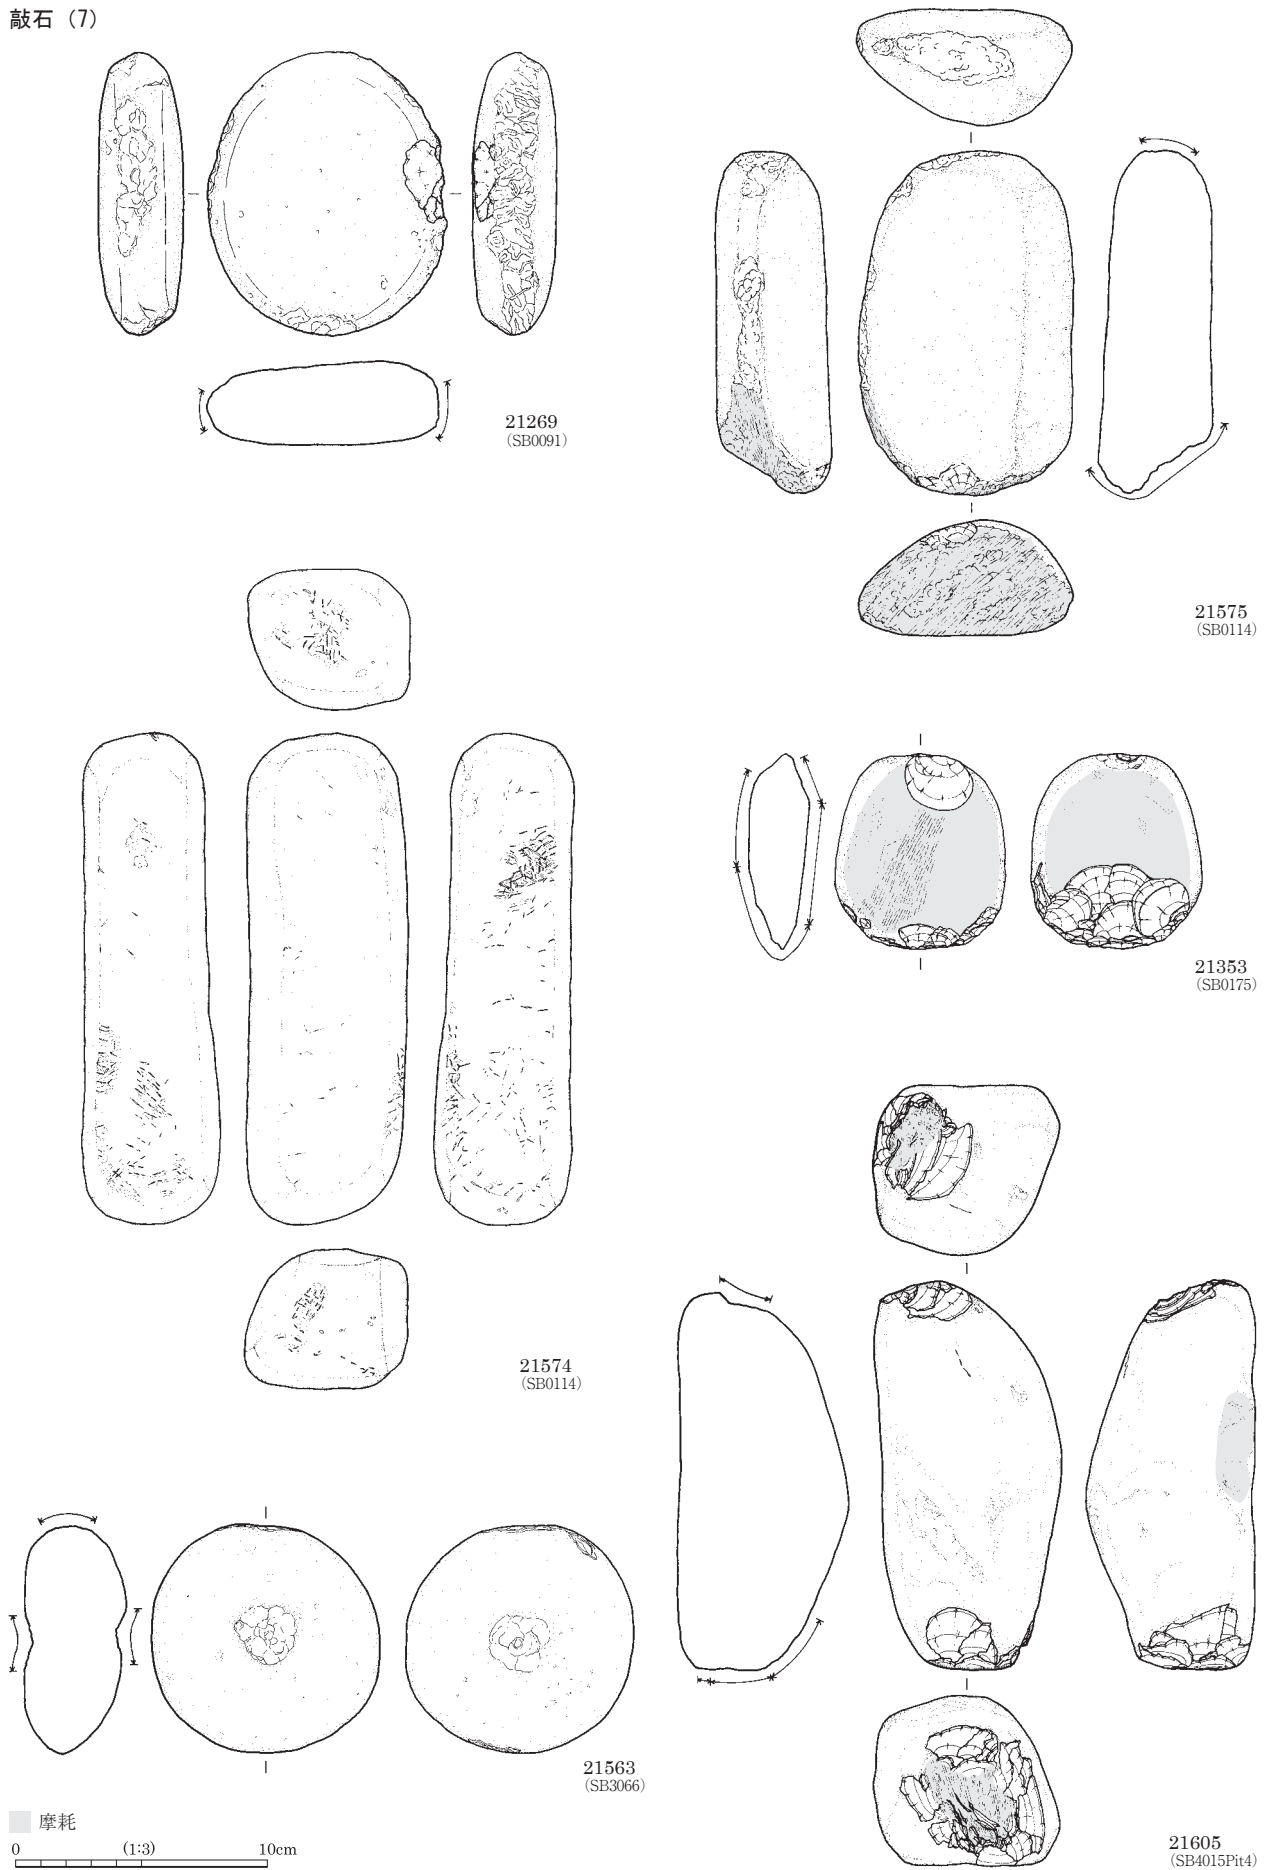 敲石（7）
21269
（SB0091）
21575
（SB0114）
21574
（SB0114）
21353
（SB0175）
21563
（SB3066）
21605
（SB4015Pit4）
摩耗
0 (1:3) 10cm